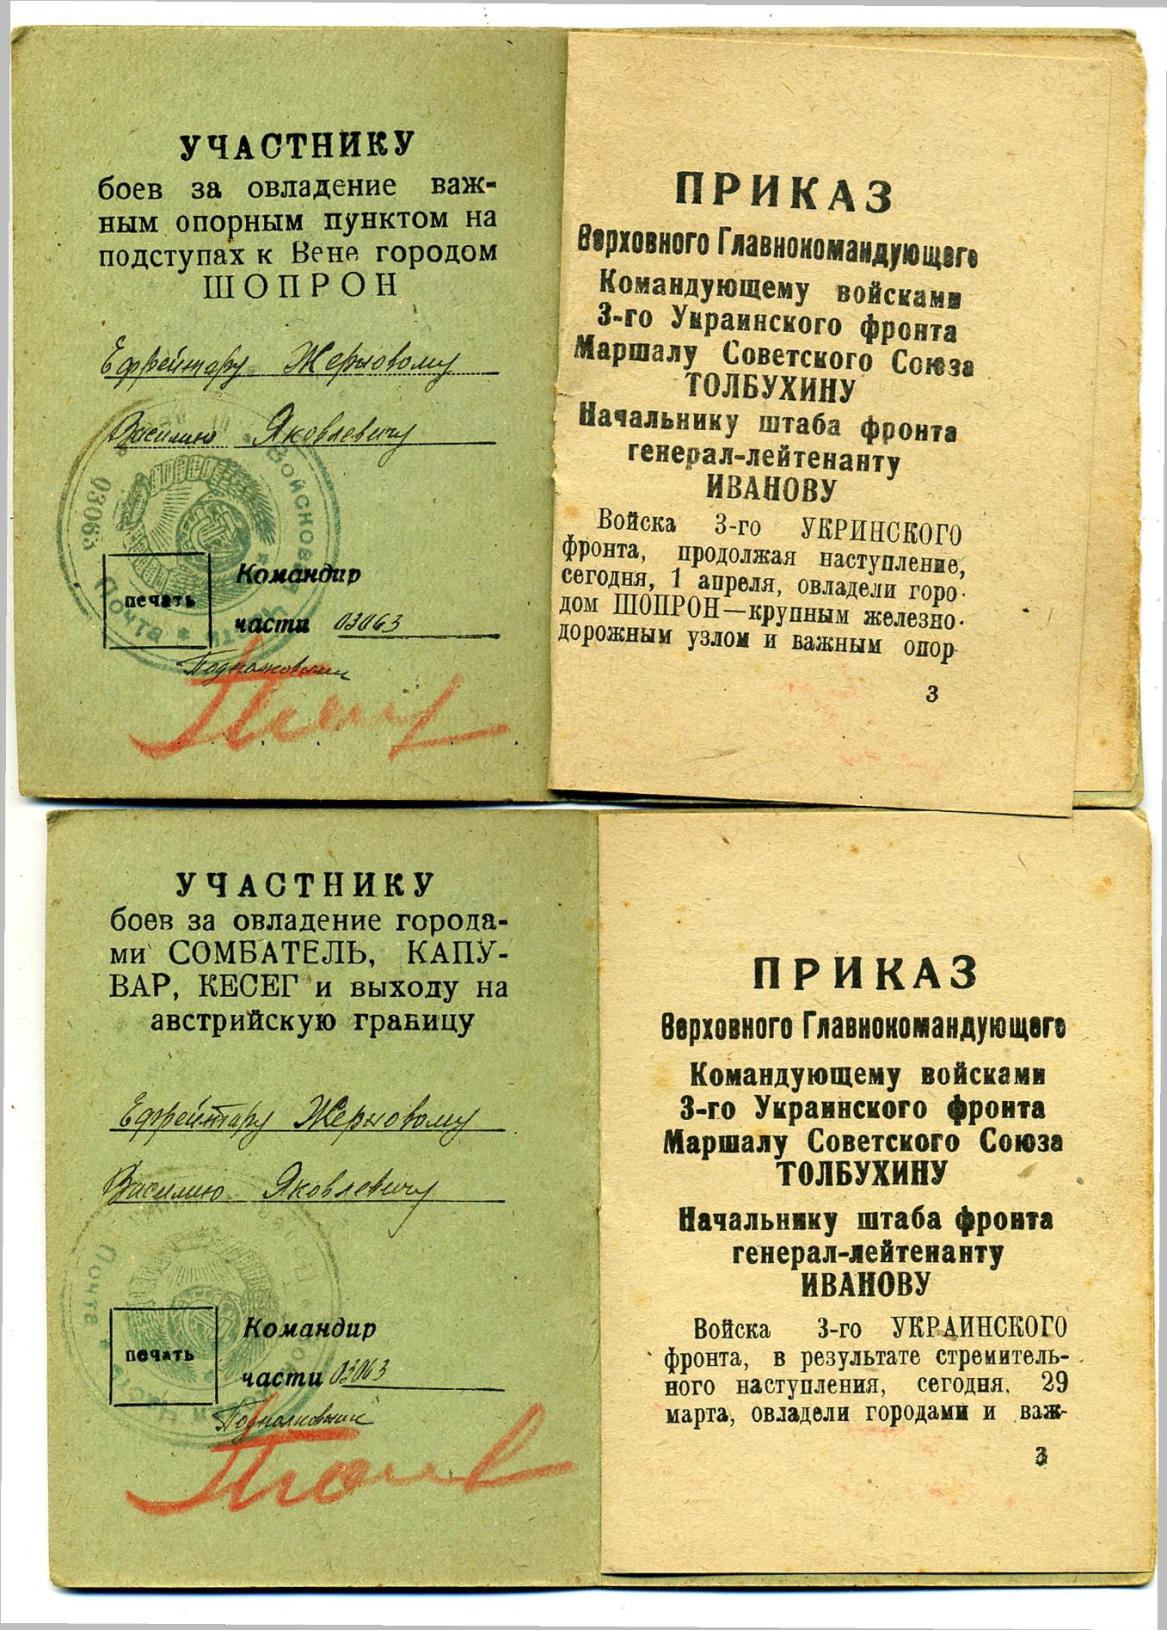 УЧАСТНИКУ
боев за овладение важ-
ным опорным пунктом на
подступах к Вене городом
ШОПРОН
Ефрейтору Жерновому
Василию Яковлевичу
Войсковая часть * Почта 03063
печать
Командир
части 03063
Подполковник
ПРИКАЗ
Верховного Главнокомандующего
Командующему войсками
3-го Украинского фронта
Маршалу Советского Союза
ТОЛБУХИНУ
Начальнику штаба фронта
генерал-лейтенанту
ИВАНОВУ
Войска 3-го УКРИНСКОГО
фронта, продолжая наступление,
сегодня, 1 апреля, овладели горо-
дом ШОПРОН—крупным железно-
дорожным узлом и важным опор
3
УЧАСТНИКУ
боев за овладение города-
ми СОМБАТЕЛЬ, КАПУ-
ВАР, КЕСЕГ и выходу на
австрийскую границу
Ефрейтору Жерновому
Василию Яковлевичу
Почта
печать
Командир
части 03063
Подполковник
ПРИКАЗ
Верховного Главнокомандующего
Командующему войсками
3-го Украинского фронта
Маршалу Советского Союза
ТОЛБУХИНУ
Начальнику штаба фронта
генерал-лейтенанту
ИВАНОВУ
Войска 3-го УКРАИНСКОГО
фронта, в результате стремитель-
ного наступления, сегодня, 29
марта, овладели городами и важ-
3